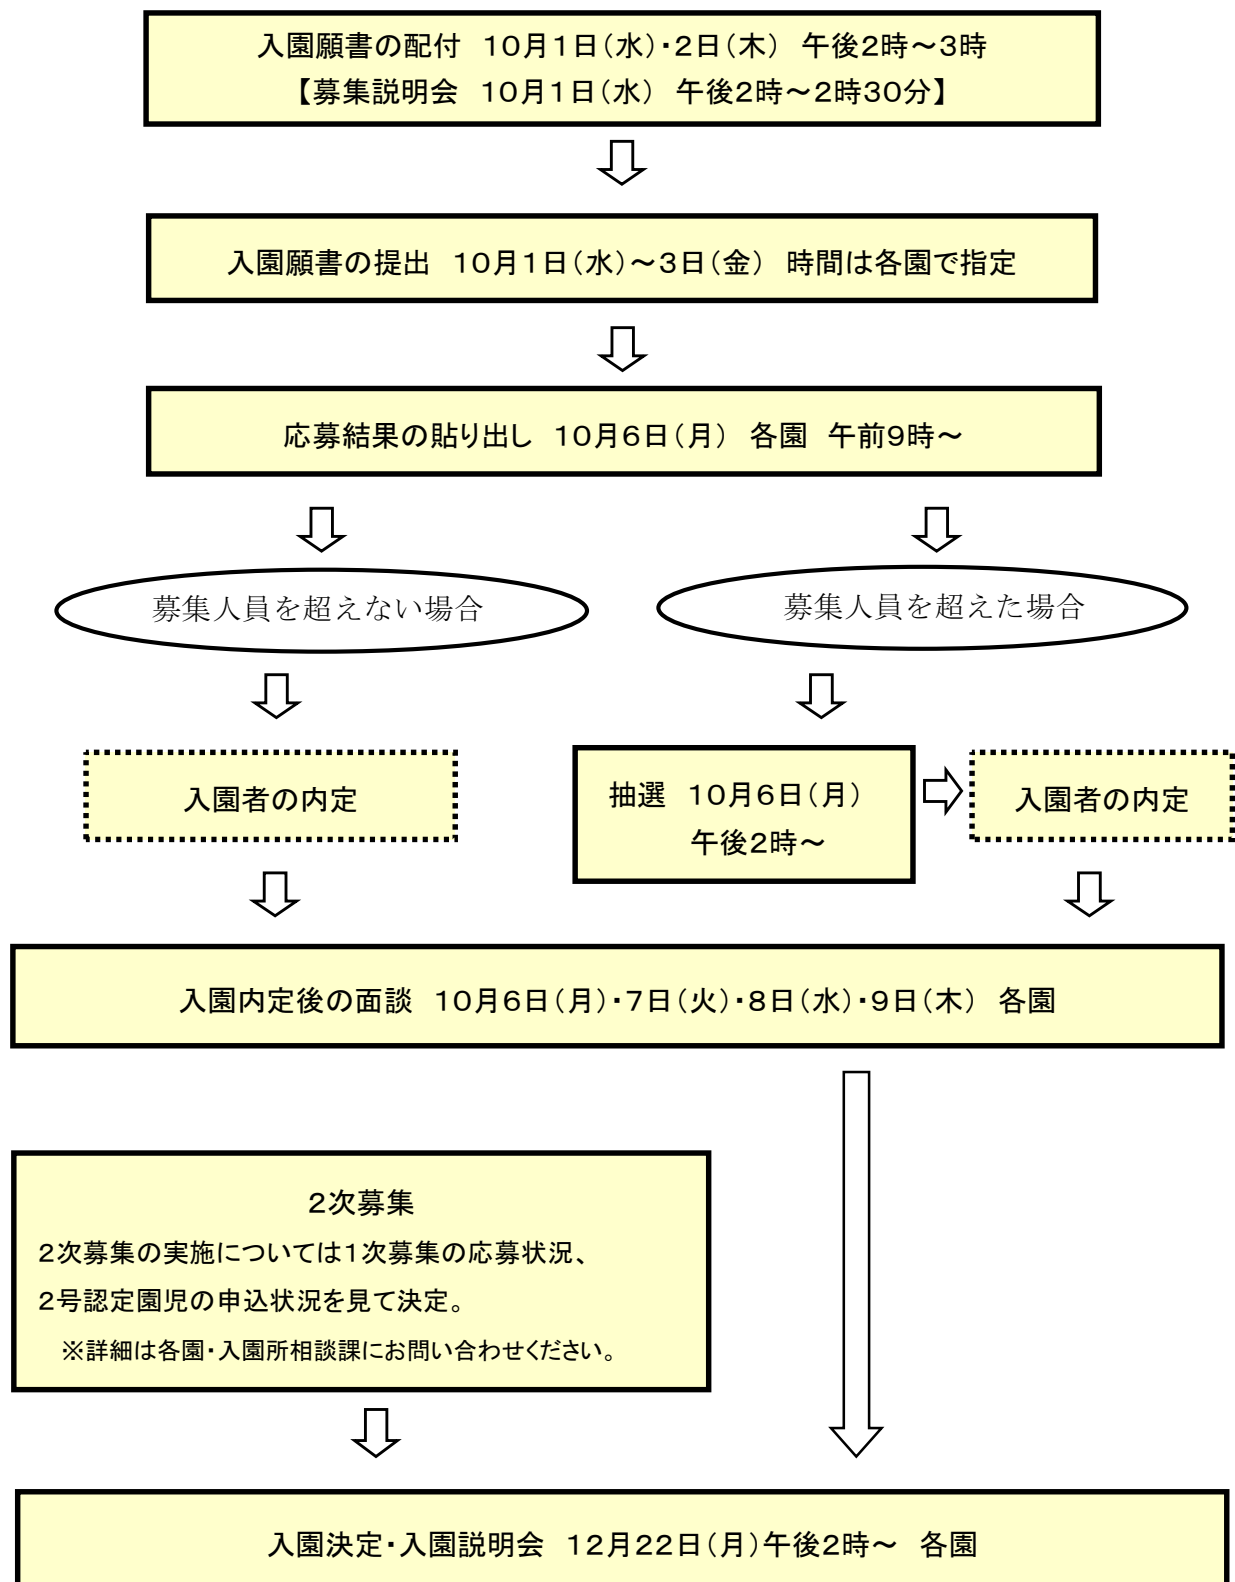 入園願書の配付　１０月１日（水）・２日（木）　午後２時～３時
【募集説明会　１０月１日（水）　午後２時～２時３０分】
入園願書の提出　１０月１日（水）～３日（金）　時間は各園で指定
応募結果の貼り出し　１０月６日（月）　各園　午前９時～
募集人員を超えない場合
募集人員を超えた場合
入園者の内定
抽選　１０月６日（月）
午後２時～
入園者の内定
入園内定後の面談　１０月６日（月）・７日（火）・８日（水）・９日（木）　各園
２次募集
２次募集の実施については１次募集の応募状況、
２号認定園児の申込状況を見て決定。
※詳細は各園・入園所相談課にお問い合わせください。
入園決定・入園説明会　１２月２２日（月）午後２時～　各園